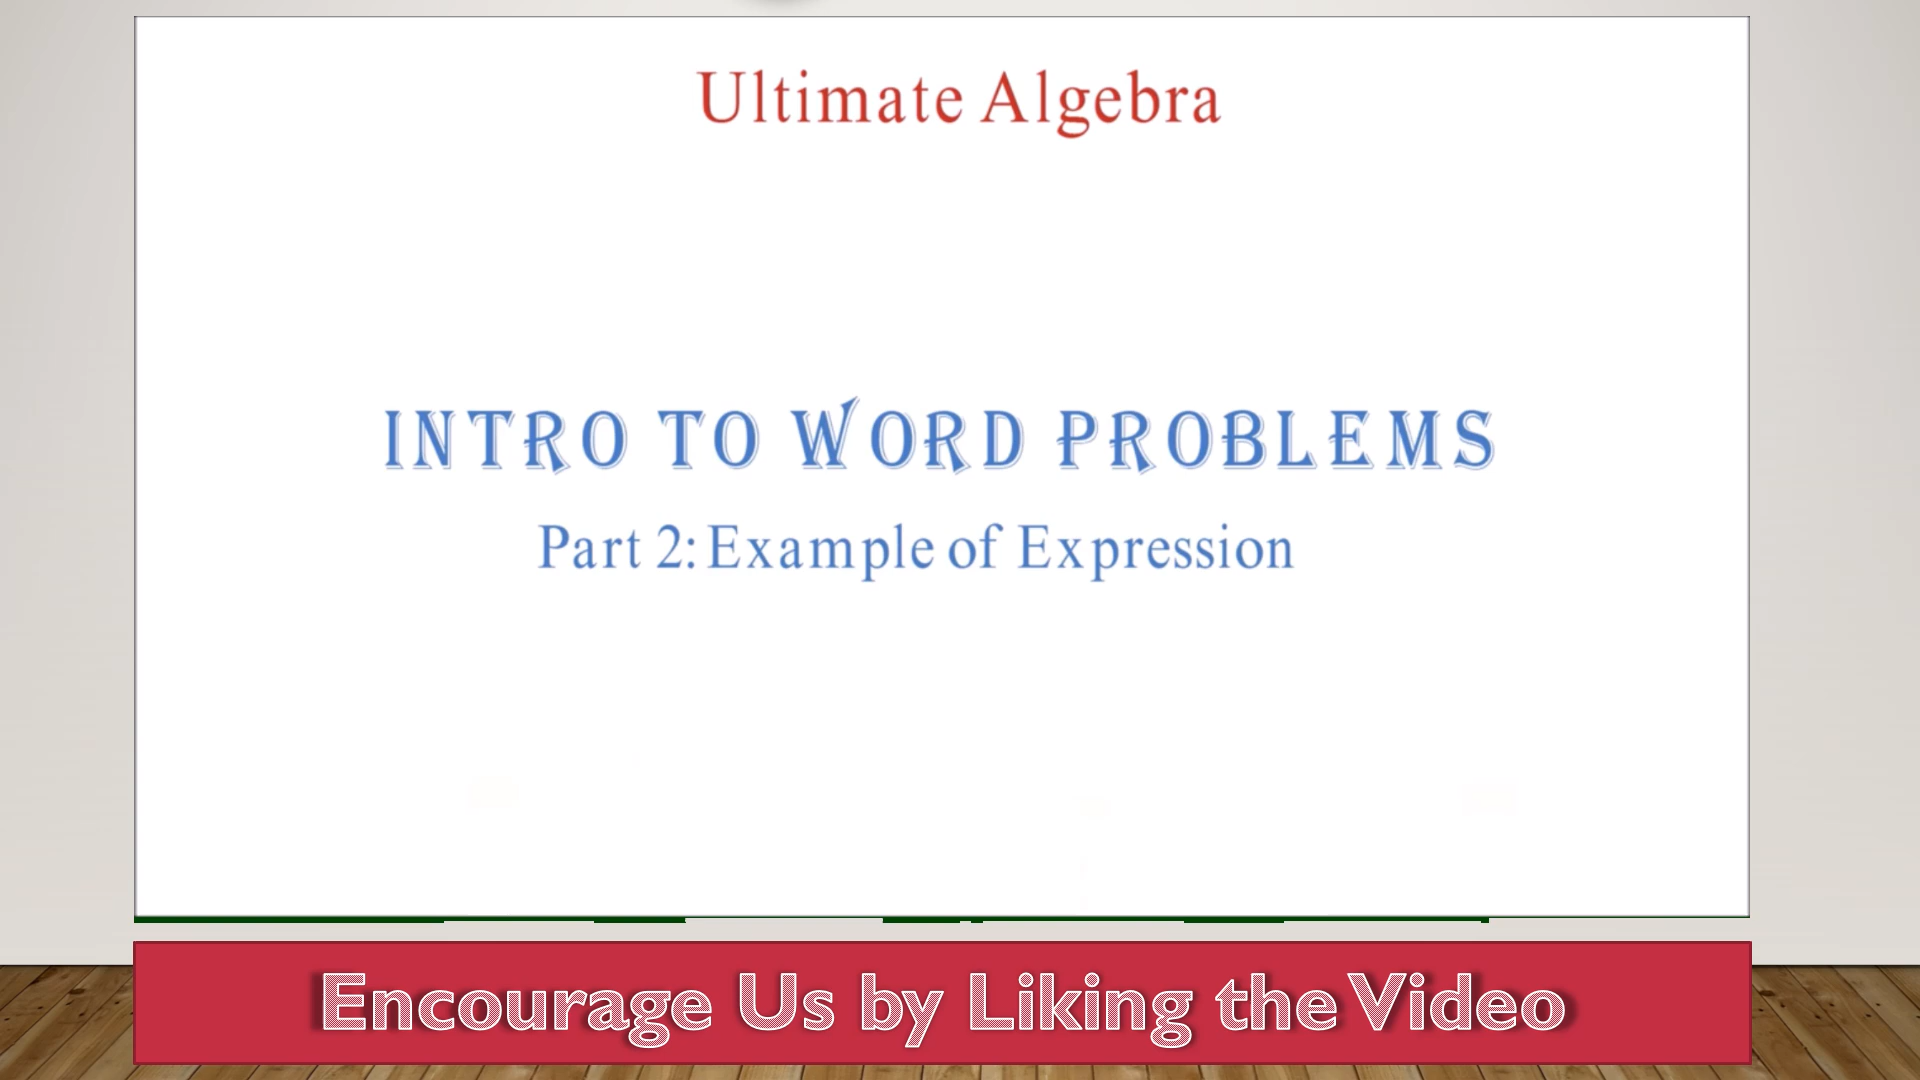 Ultimate Algebra
INTRO TO WORD PROBLEMS
Part 2: Example of Expression
Encourage Us by Liking the Video